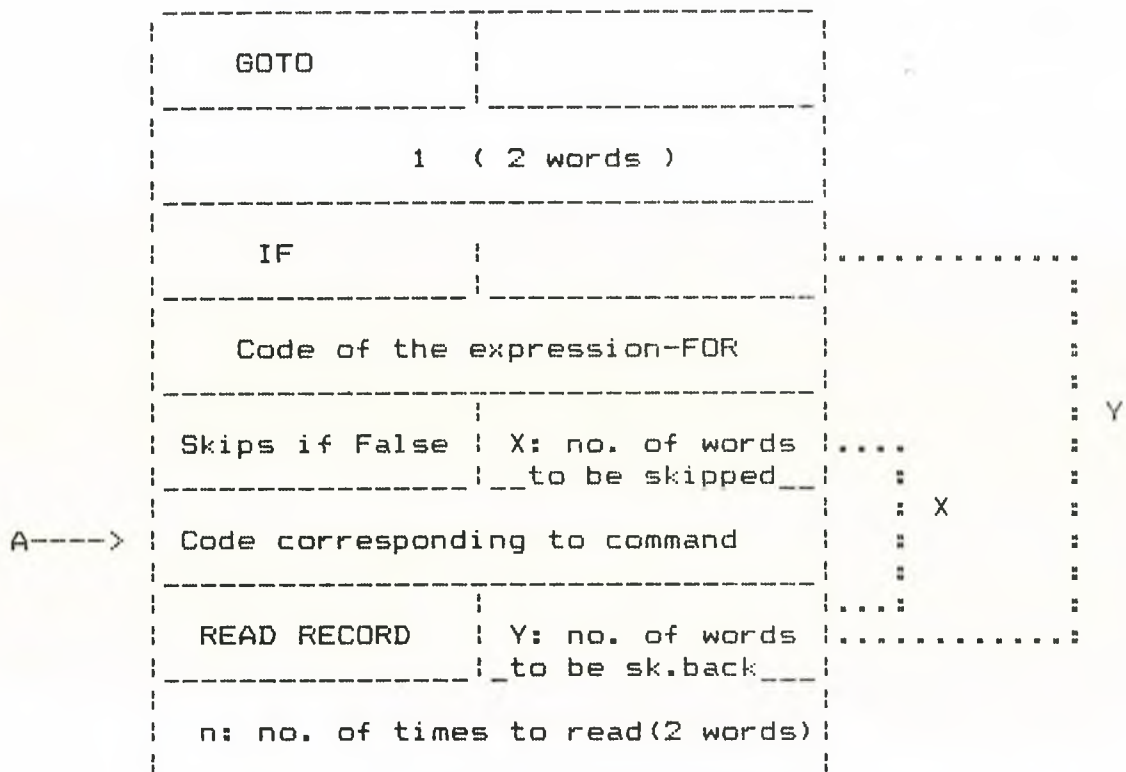 GOTO
1 ( 2 words )
IF
Code of the expression-FOR
Y
Skips if False X: no. of words
to be skipped
X
A----> Code corresponding to command
READ RECORD Y: no. of words
to be sk.back
n: no. of times to read(2 words)